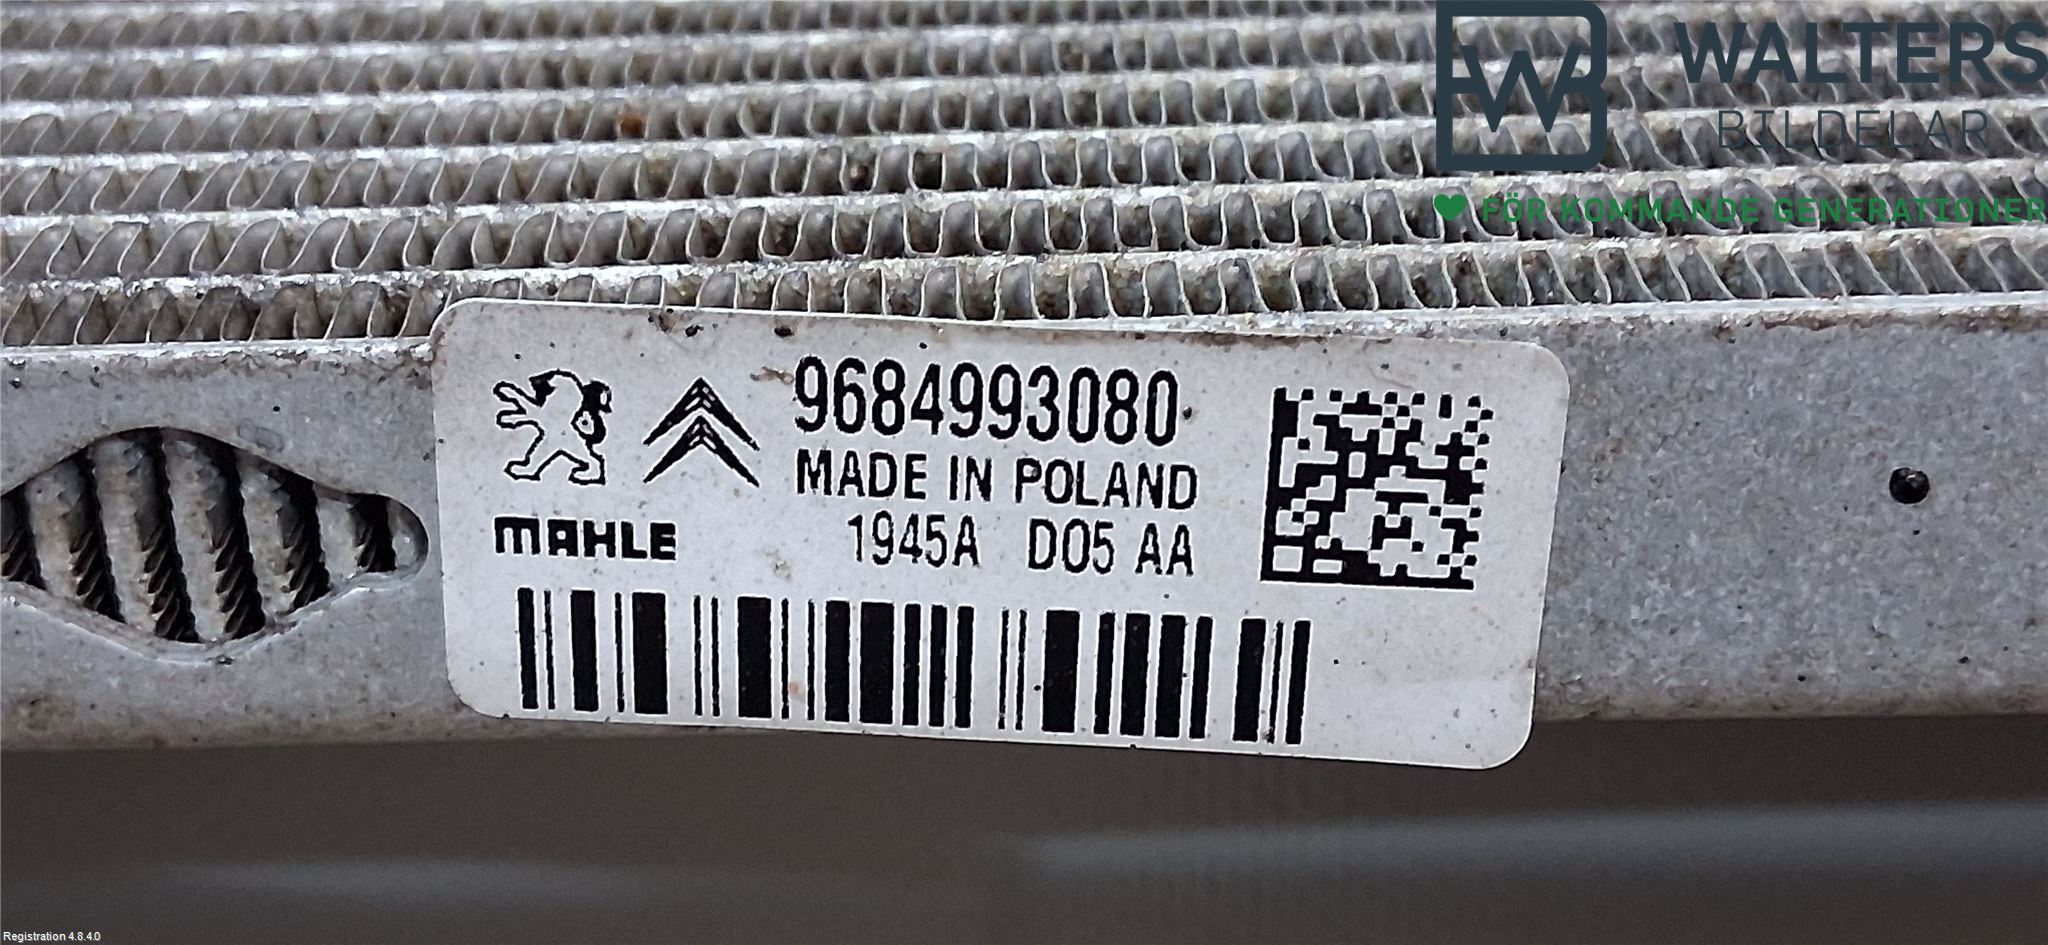 WALTERS
BILDELAR
FÖR KOMMANDE GENERATIONER
9684993080
MADE IN POLAND
MAHLE
1945A D05 AA
Registration 4.8.4.0